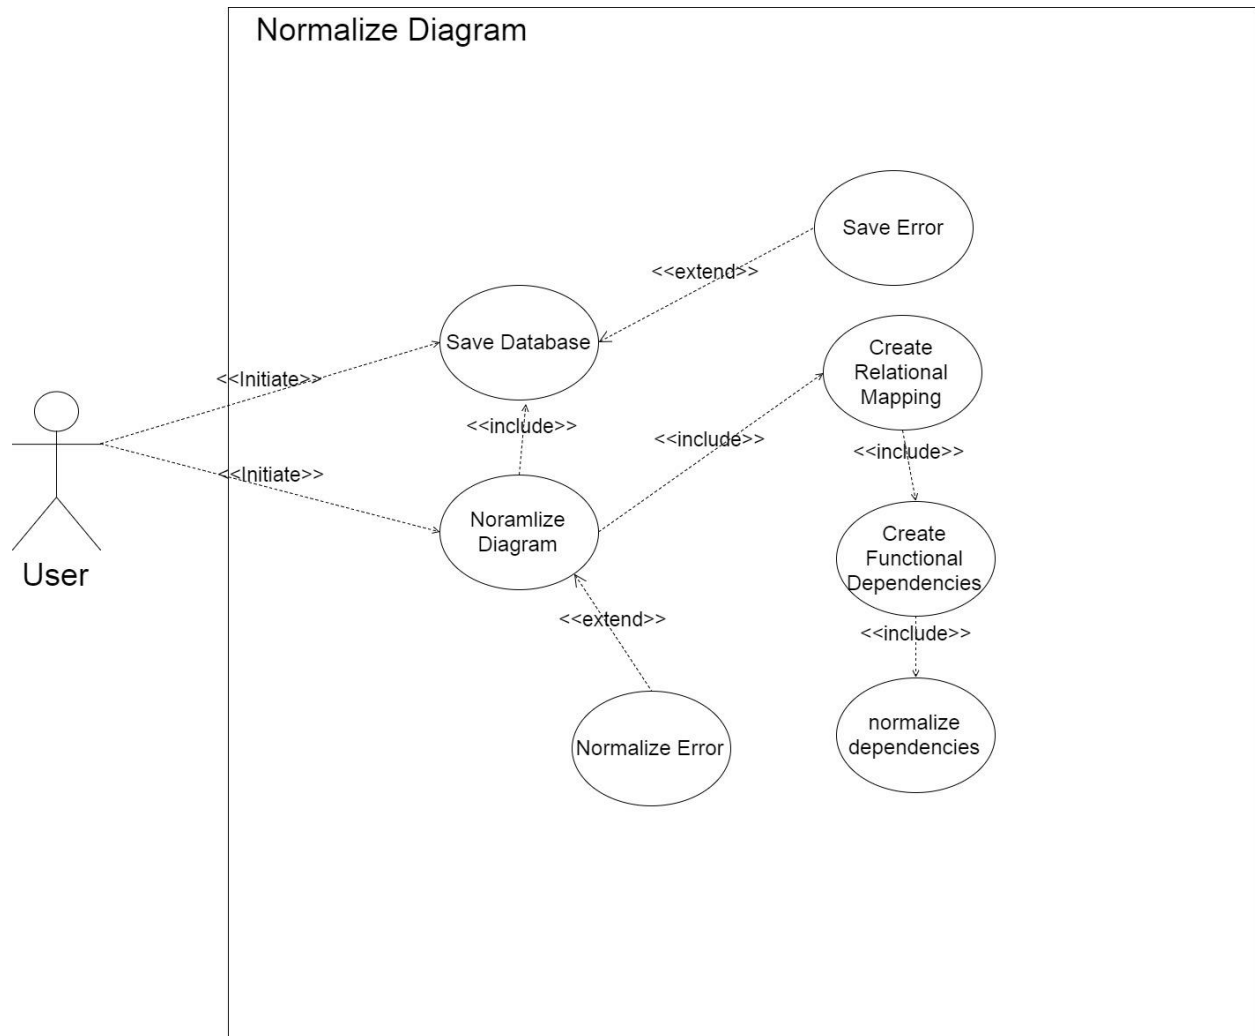 Normalize Diagram
Save Error
<<extend>>
Save Database
Create
Relational
Mapping
<<Initiate>>
<<include>>
<<include>>
<<include>>
<<Initiate>>
Noramlize
Diagram
Create
Functional
Dependencies
User
<<extend>>
<<include>>
Normalize Error
normalize
dependencies